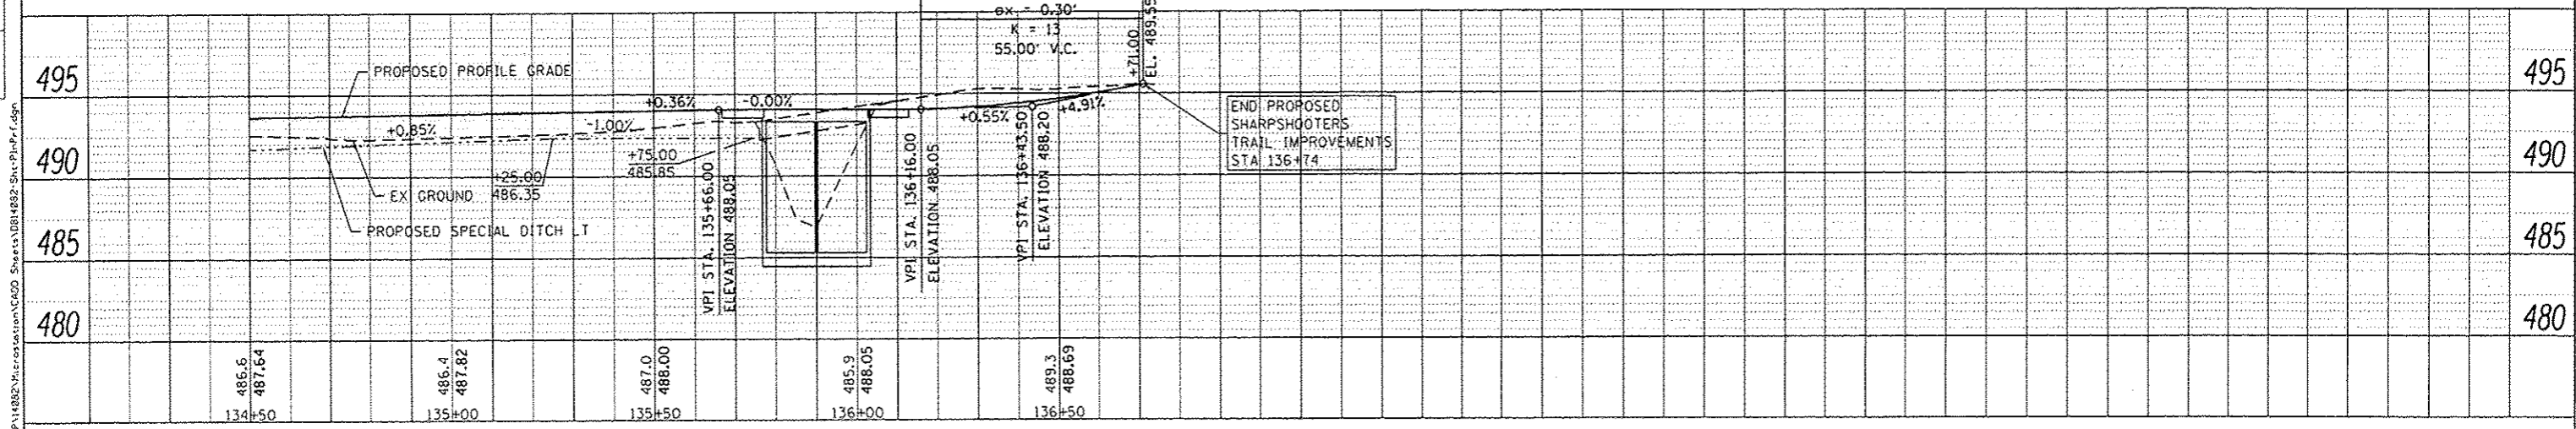 ex = 0.30'
K = 13
55.00' V.C.
+71.00
EL. 489.55
495
495
PROPOSED PROFILE GRADE
+0.36%
-0.00%
+0.55%
+4.91%
END PROPOSED
SHARPSHOOTERS
TRAIL IMPROVEMENTS
STA 136+74
+0.85%
-1.00%
490
490
+75.00
485.85
+25.00
486.35
EX GROUND
PROPOSED SPECIAL DITCH LT
VPI STA. 135+66.00
ELEVATION 488.05
VPI STA. 136+16.00
ELEVATION 488.05
VPI STA. 136+43.50
ELEVATION 488.20
485
485
480
480
486.6
487.64
486.4
487.82
487.0
488.00
485.9
488.05
489.3
488.69
134+50
135+00
135+50
136+00
136+50